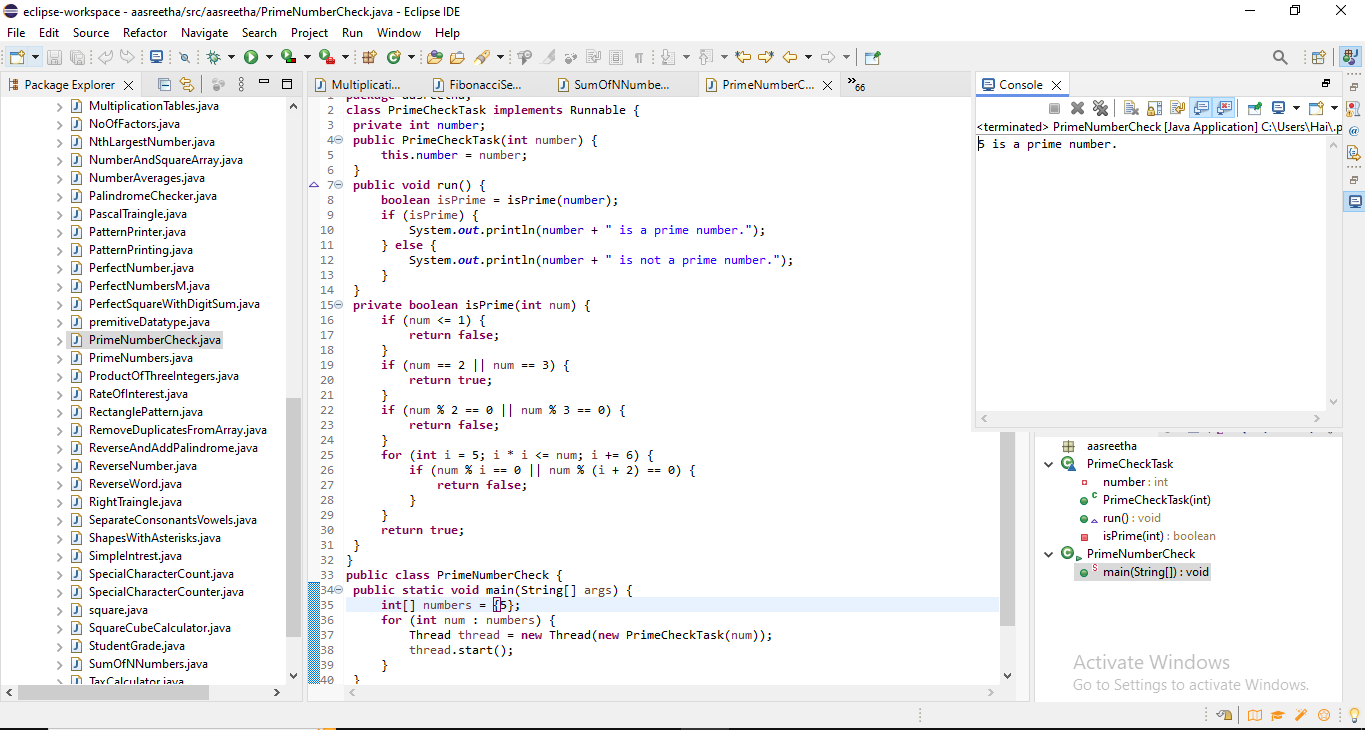 eclipse-workspace - aasreetha/src/aasreetha/PrimeNumberCheck.java - Eclipse IDE
File Edit Source Refactor Navigate Search Project Run Window Help
Package Explorer
MultiplicationTables.java
NoOfFactors.java
NthLargestNumber.java
NumberAndSquareArray.java
NumberAverages.java
PalindromeChecker.java
PascalTraingle.java
PatternPrinter.java
PatternPrinting.java
PerfectNumber.java
PerfectNumbersM.java
PerfectSquareWithDigitSum.java
premitiveDatatype.java
PrimeNumberCheck.java
PrimeNumbers.java
ProductOfThreeIntegers.java
RateOfInterest.java
RectanglePattern.java
RemoveDuplicatesFromArray.java
ReverseAndAddPalindrome.java
ReverseNumber.java
ReverseWord.java
RightTraingle.java
SeparateConsonantsVowels.java
ShapesWithAsterisks.java
SimpleIntrest.java
SpecialCharacterCount.java
SpecialCharacterCounter.java
square.java
SquareCubeCalculator.java
StudentGrade.java
SumOfNNumbers.java
TaxCalculator.java
Multiplicati... FibonacciSe... SumOfNNumbe... PrimeNumberC... »66
1 package aasreetha;
2 class PrimeCheckTask implements Runnable {
3 private int number;
4 public PrimeCheckTask(int number) {
5 this.number = number;
6 }
7 public void run() {
8 boolean isPrime = isPrime(number);
9 if (isPrime) {
10 System.out.println(number + " is a prime number.");
11 } else {
12 System.out.println(number + " is not a prime number.");
13 }
14 }
15 private boolean isPrime(int num) {
16 if (num <= 1) {
17 return false;
18 }
19 if (num == 2 || num == 3) {
20 return true;
21 }
22 if (num % 2 == 0 || num % 3 == 0) {
23 return false;
24 }
25 for (int i = 5; i * i <= num; i += 6) {
26 if (num % i == 0 || num % (i + 2) == 0) {
27 return false;
28 }
29 }
30 return true;
31 }
32 }
33 public class PrimeNumberCheck {
34 public static void main(String[] args) {
35 int[] numbers = {5};
36 for (int num : numbers) {
37 Thread thread = new Thread(new PrimeCheckTask(num));
38 thread.start();
39 }
40 }
Console
<terminated> PrimeNumberCheck [Java Application] C:\Users\Hai\.p
5 is a prime number.
aasreetha
PrimeCheckTask
number : int
PrimeCheckTask(int)
run() : void
isPrime(int) : boolean
PrimeNumberCheck
main(String[]) : void
Activate Windows
Go to Settings to activate Windows.